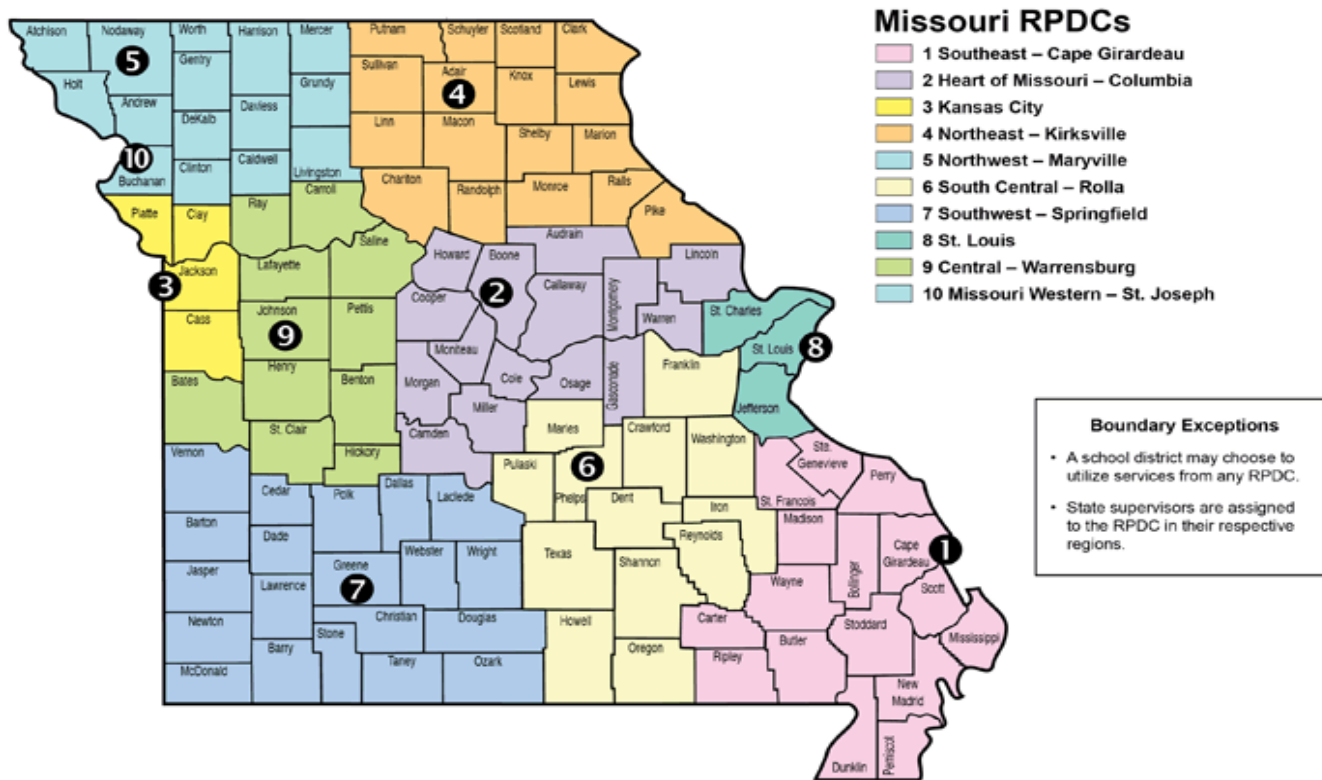 Missouri RPDCs
1 Southeast – Cape Girardeau
2 Heart of Missouri – Columbia
3 Kansas City
4 Northeast – Kirksville
5 Northwest – Maryville
6 South Central – Rolla
7 Southwest – Springfield
8 St. Louis
9 Central – Warrensburg
10 Missouri Western – St. Joseph
Atchison
Nodaway
Worth
Harrison
Mercer
Putnam
Schuyler
Scotland
Clark
5
Gentry
Sullivan
Adair
Knox
Lewis
Holt
Grundy
4
Andrew
DeKalb
Daviess
Linn
Macon
Shelby
Marion
10
Buchanan
Clinton
Caldwell
Livingston
Chariton
Randolph
Monroe
Ralls
Pike
Platte
Clay
Ray
Carroll
Saline
Howard
Boone
Audrain
Lincoln
3
Jackson
Lafayette
Cooper
2
Callaway
Montgomery
Warren
St. Charles
Cass
Johnson
9
Pettis
Moniteau
St. Louis
8
Bates
Henry
Benton
Morgan
Cole
Osage
Gasconade
Franklin
Jefferson
Miller
Vernon
St. Clair
Hickory
Camden
Maries
Crawford
Washington
Ste.
Genevieve
Perry
Cedar
Polk
Dallas
Laclede
Pulaski
6
Phelps
Dent
Iron
St. Francois
Madison
Barton
Dade
Reynolds
Cape
Girardeau
1
Jasper
Lawrence
Greene
7
Webster
Wright
Texas
Shannon
Wayne
Bollinger
Scott
Newton
Christian
Douglas
Howell
Carter
Stoddard
Mississippi
McDonald
Barry
Stone
Taney
Ozark
Oregon
Ripley
Butler
New
Madrid
Dunklin
Pemiscot
Boundary Exceptions
• A school district may choose to
utilize services from any RPDC.
• State supervisors are assigned
to the RPDC in their respective
regions.